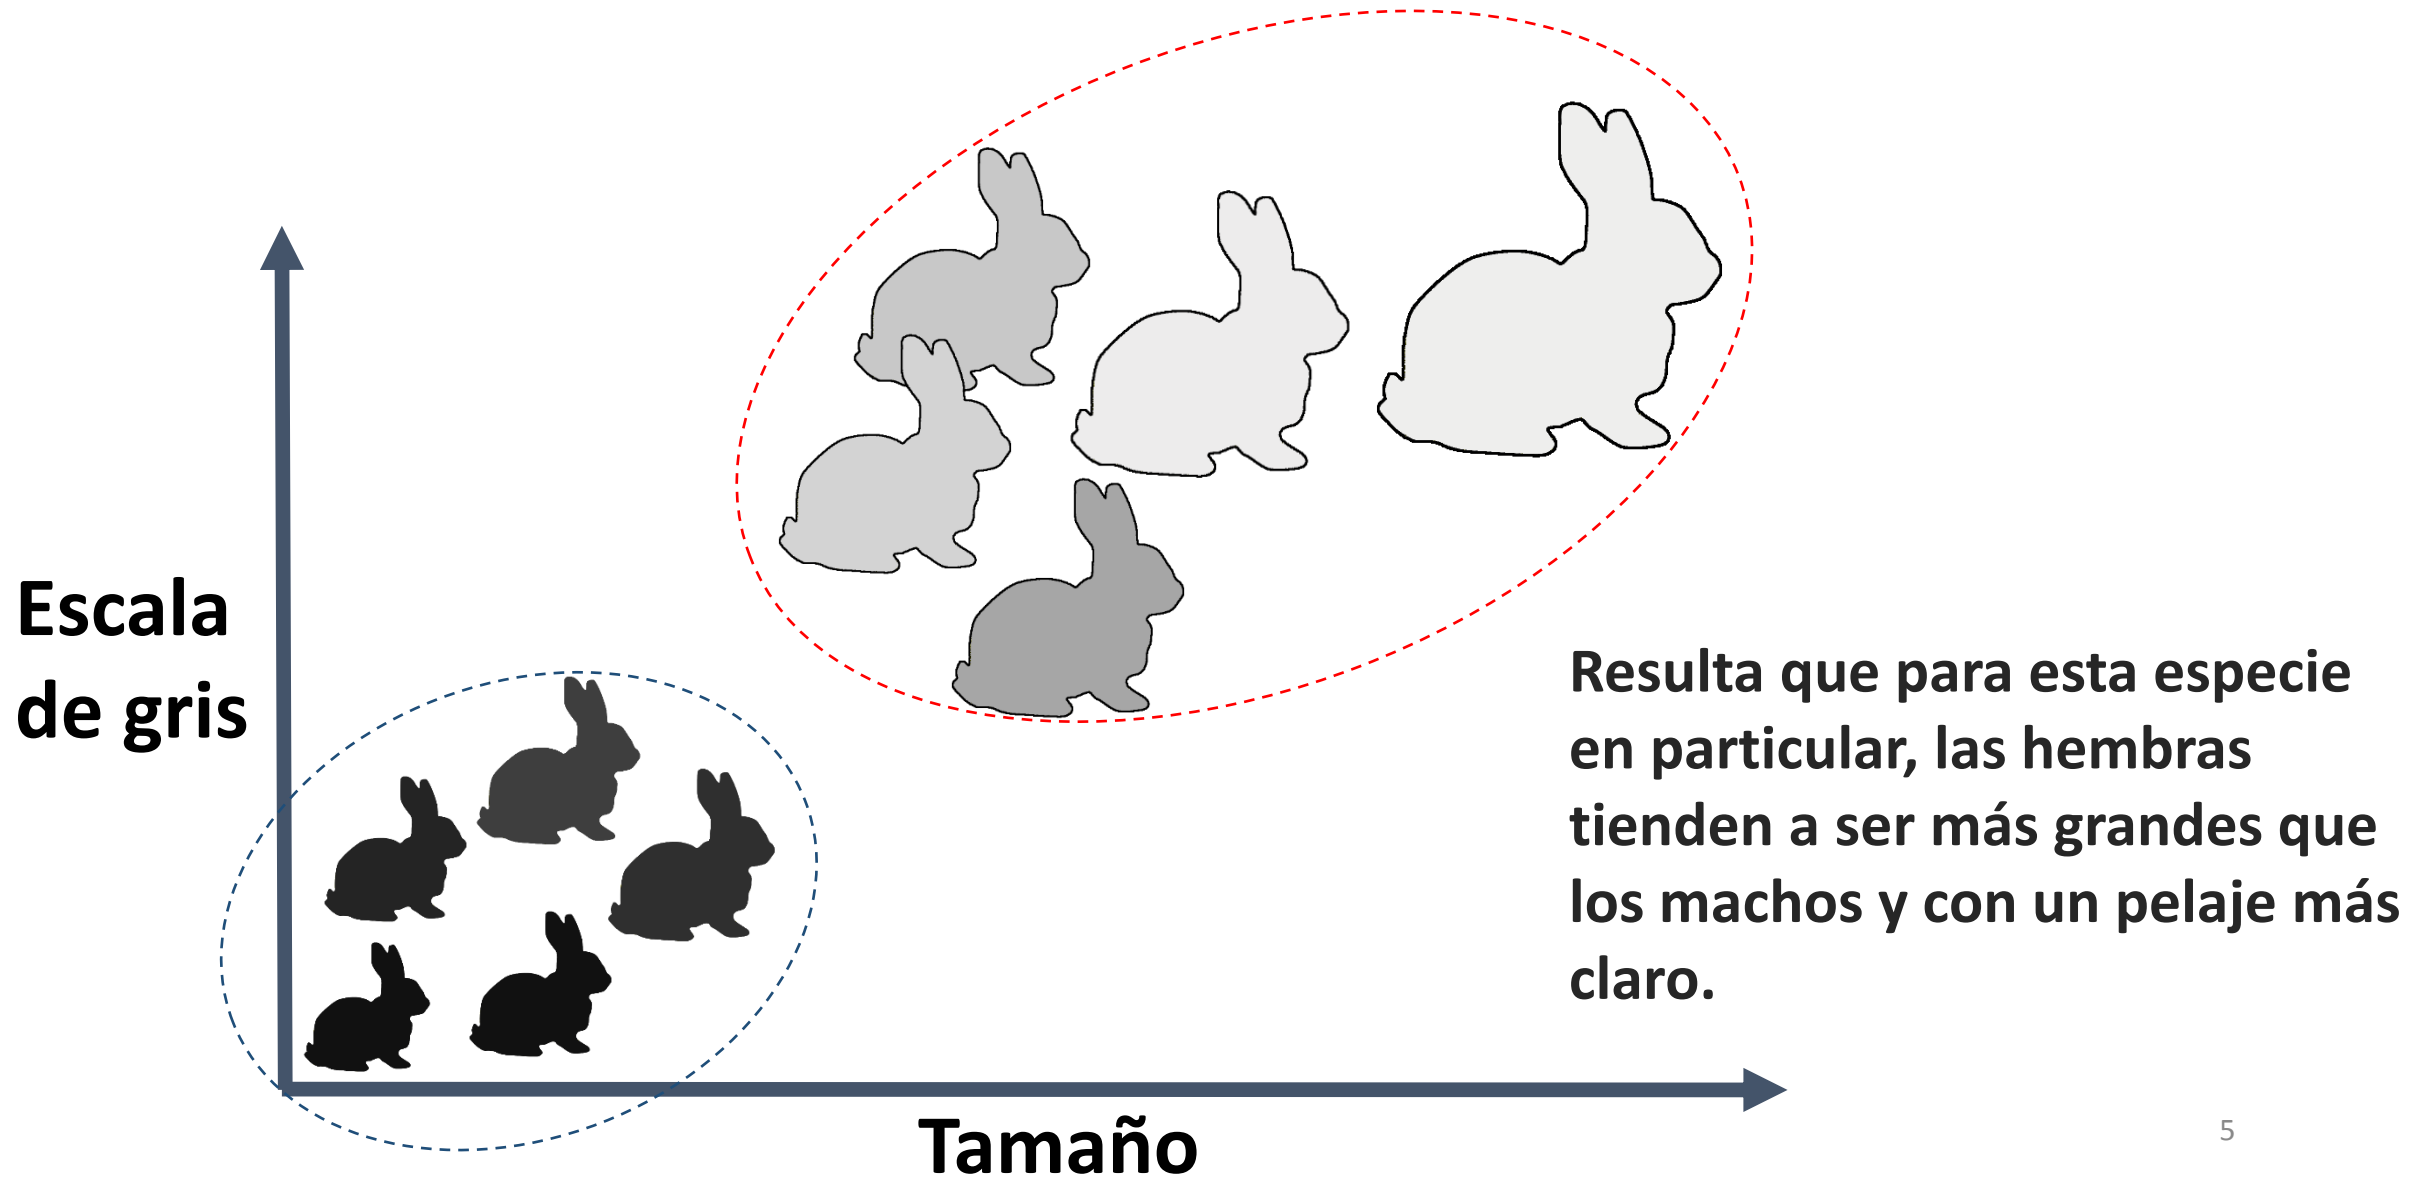 Escala
de gris
Resulta que para esta especie
en particular, las hembras
tienden a ser más grandes que
los machos y con un pelaje más
claro.
Tamaño
5